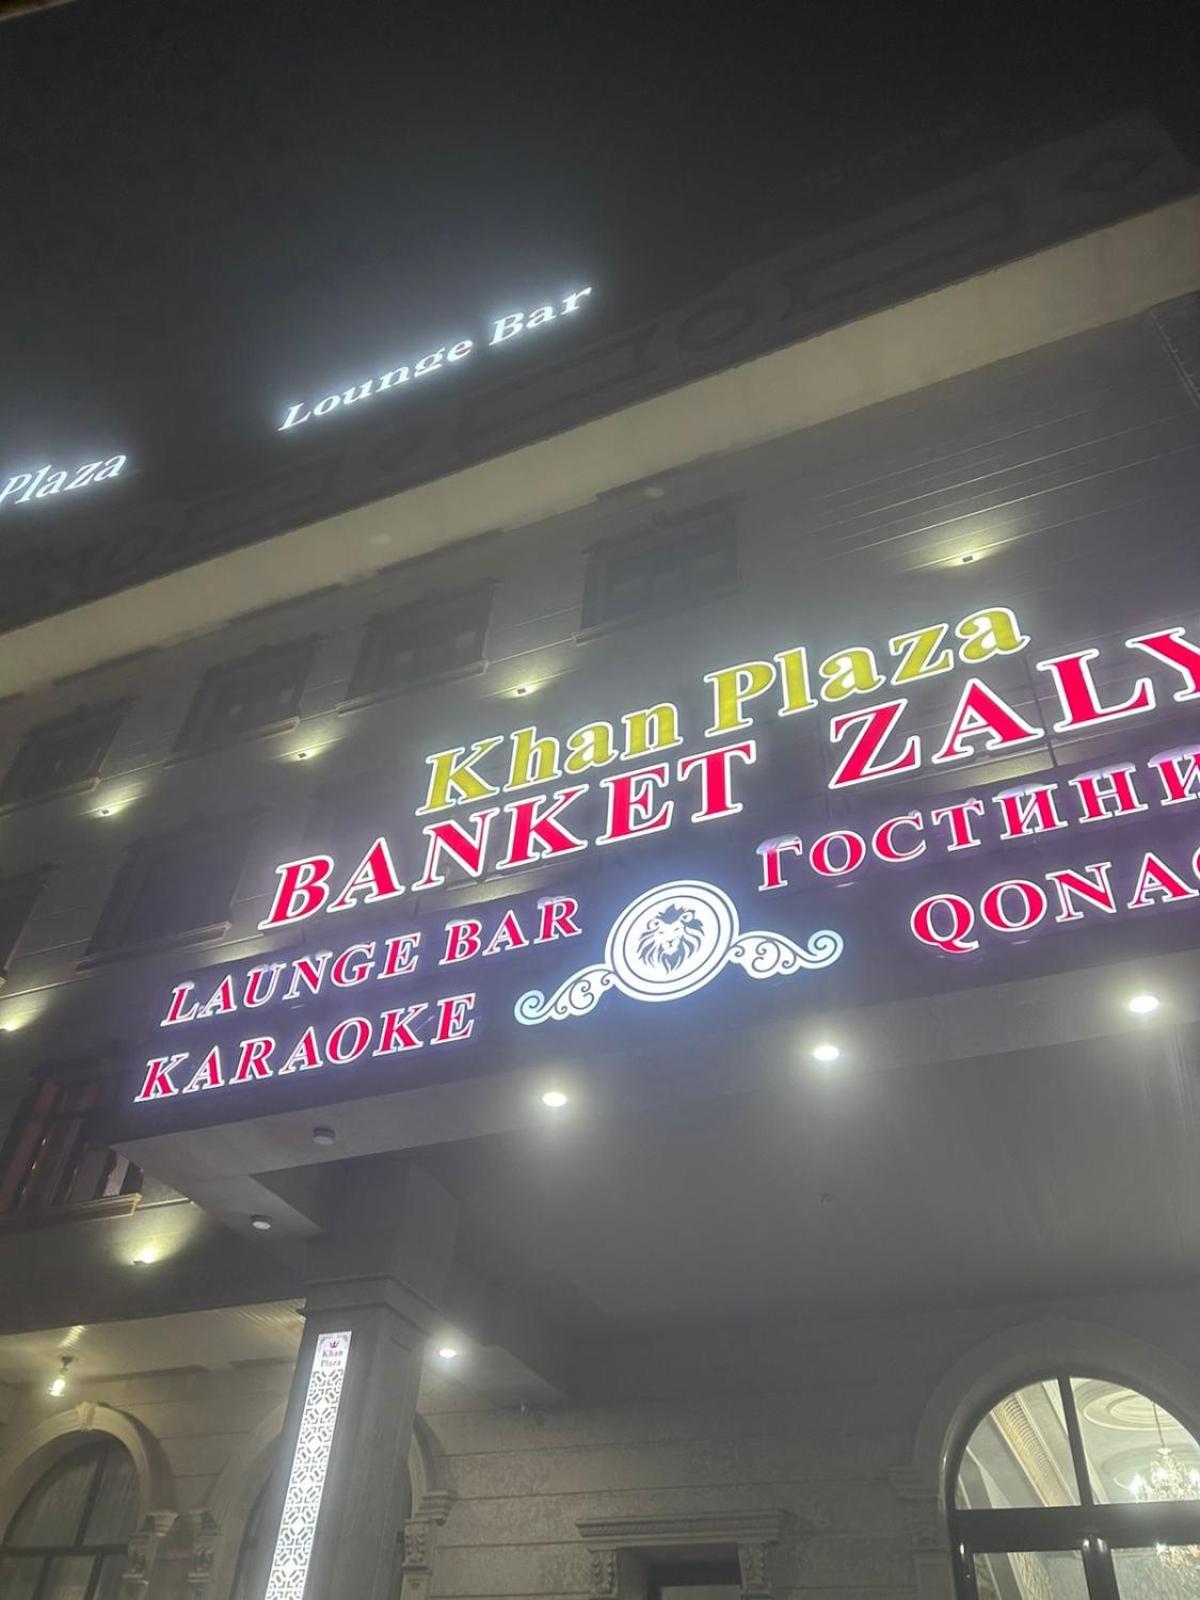 Lounge Bar
Plaza
Khan Plaza
BANKET ZALY
LAUNGE BAR
KARAOKE
ГОСТИНИ
QONA
Khan
Plaza